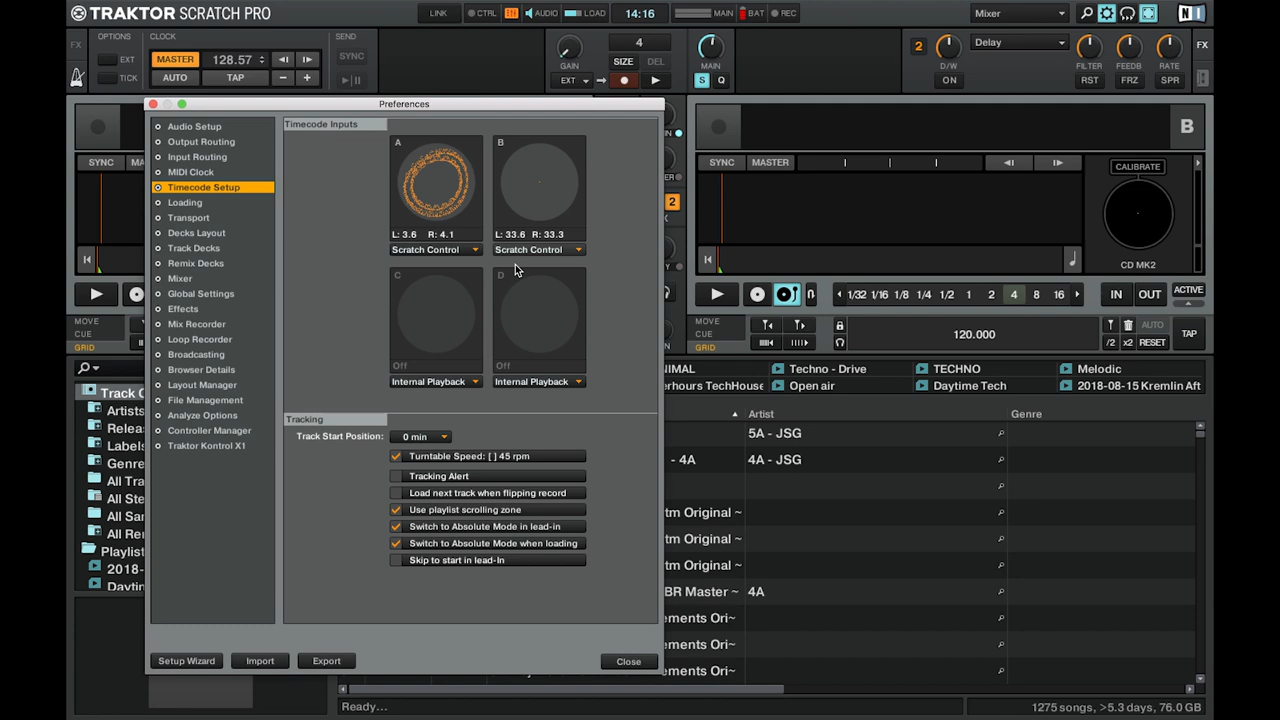 TRAKTOR SCRATCH PRO
LINK
CTRL
AUDIO
LOAD
14:16
MAIN
BAT
REC
Mixer
FX
OPTIONS
EXT
TICK
CLOCK
MASTER
128.57
AUTO
TAP
SEND
SYNC
GAIN
EXT
4
SIZE
DEL
MAIN
S
Q
2
D/W
ON
Delay
FILTER
RST
FEEDB
FRZ
RATE
SPR
FX
Preferences
Audio Setup
Output Routing
Input Routing
MIDI Clock
Timecode Setup
Loading
Transport
Decks Layout
Track Decks
Remix Decks
Mixer
Global Settings
Effects
Mix Recorder
Loop Recorder
Broadcasting
Browser Details
Layout Manager
File Management
Analyze Options
Controller Manager
Traktor Kontrol X1
Timecode Inputs
A
B
L: 3.6 R: 4.1
L: 33.6 R: 33.3
Scratch Control
Scratch Control
C
D
Off
Off
Internal Playback
Internal Playback
Tracking
Track Start Position:
0 min
Turntable Speed: [ ] 45 rpm
Tracking Alert
Load next track when flipping record
Use playlist scrolling zone
Switch to Absolute Mode in lead-in
Switch to Absolute Mode when loading
Skip to start in lead-In
Setup Wizard
Import
Export
Close
SYNC
MA
MOVE
CUE
GRID
2
B
SYNC
MASTER
CALIBRATE
CD MK2
1/32 1/16 1/8 1/4 1/2 1 2 4 8 16
IN
OUT
ACTIVE
MOVE
CUE
GRID
120.000
AUTO
/2
x2
RESET
TAP
NIMAL
Techno - Drive
TECHNO
Melodic
erhours TechHouse
Open air
Daytime Tech
2018-08-15 Kremlin Aft
Track C
Artists
Relea
Labels
Genre
All Tra
All Ste
All Sa
All Re
Playlis
2018-
Daytin
Artist
Genre
5A - JSG
- 4A
4A - JSG
tm Original ~
tm Original ~
tm Original ~
BR Master ~
4A
ements Ori~
ements Ori~
ements Ori~
Ready...
1275 songs, >5.3 days, 76.0GB